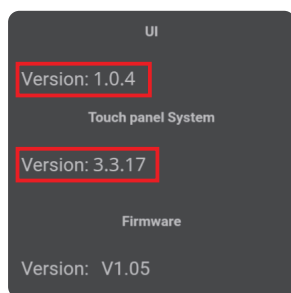 UI
Version: 1.0.4
Touch panel System
Version: 3.3.17
Firmware
Version: V1.05